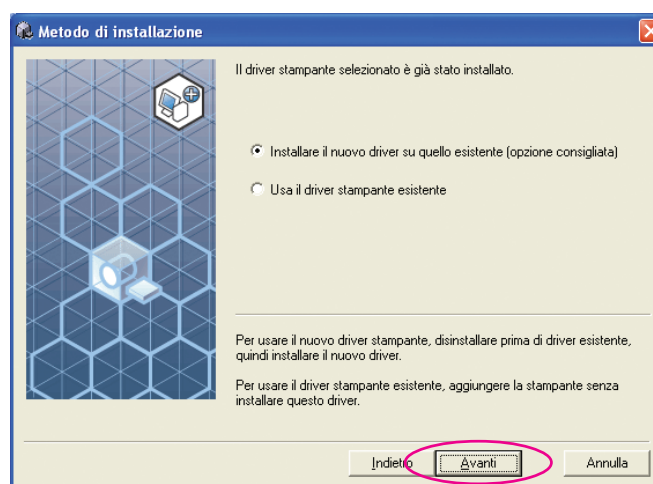 Metodo di installazione
Il driver stampante selezionato è già stato installato.
Installare il nuovo driver su quello esistente (opzione consigliata)
Usa il driver stampante esistente
Per usare il nuovo driver stampante, disinstallare prima di driver esistente,
quindi installare il nuovo driver.
Per usare il driver stampante esistente, aggiungere la stampante senza
installare questo driver.
Indietro Avanti Annulla